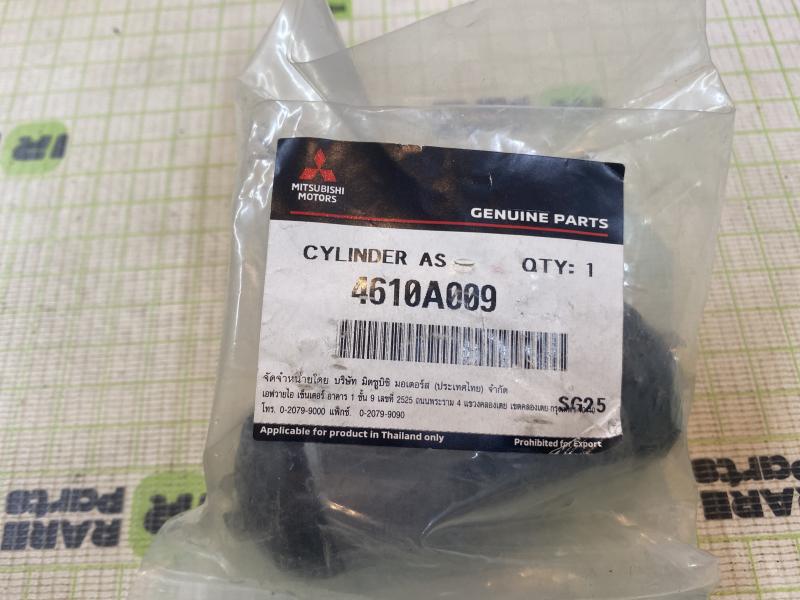 MITSUBISHI
MOTORS
GENUINE PARTS
CYLINDER AS
QTY: 1
4610A009
จัดจำหน่ายโดย บริษัท มิตซูบิชิ มอเตอร์ส (ประเทศไทย) จำกัด
เอฟวายไอ เซ็นเตอร์ อาคาร 1 ชั้น 9 เลขที่ 2525 ถนนพระราม 4 แขวงคลองเตย เขตคลองเตย
SG25
โทร. 0-2079-9000 แฟ็กซ์. 0-2079-9090
Applicable for product in Thailand only
Prohibited for Export
IR
RARE
parts
IR
RARE
parts
RARE
Parts